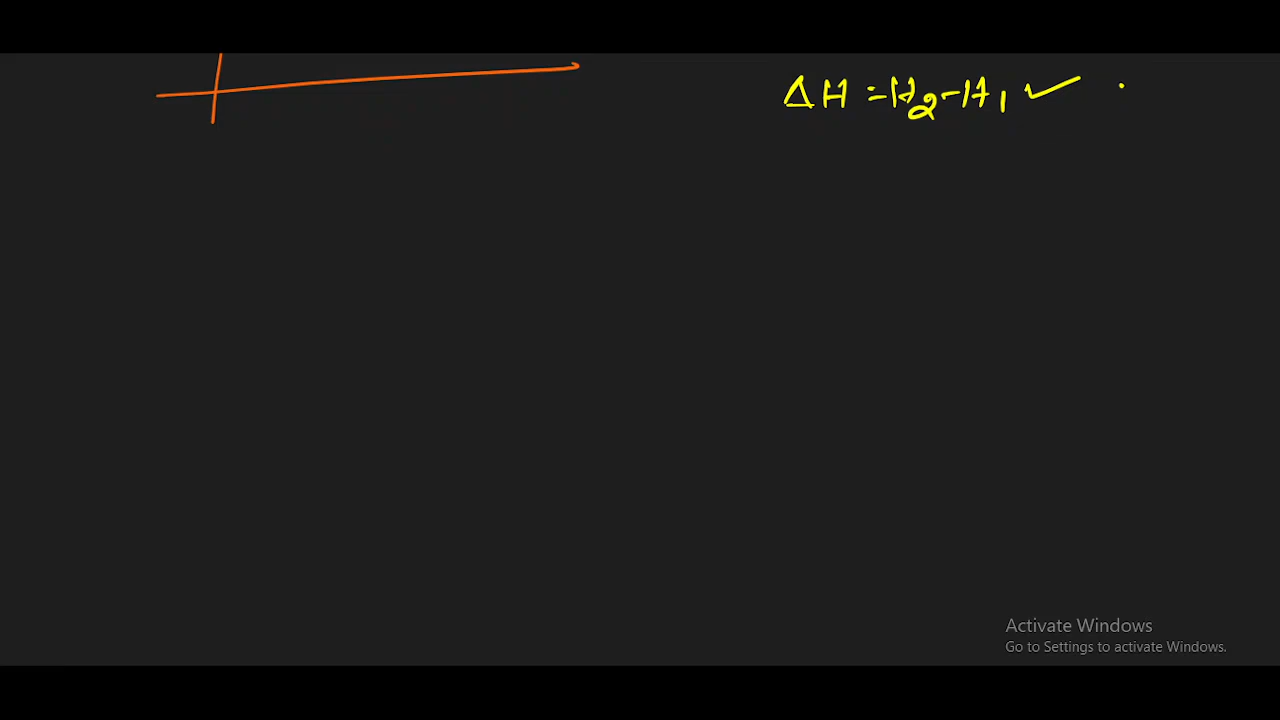 ΔH = H₂ - H₁ ✓
Activate Windows
Go to Settings to activate Windows.